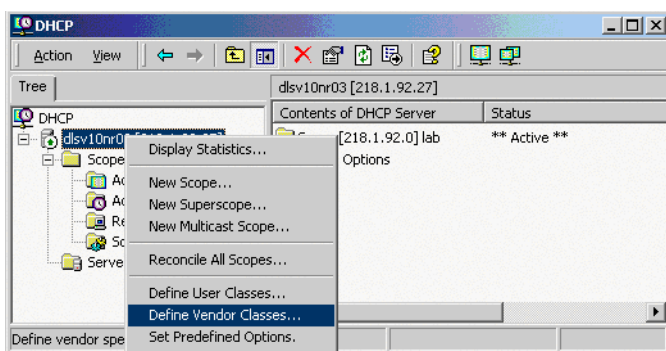 DHCP
Action View
Tree
dlsv10nr03 [218.1.92.27]
DHCP
Contents of DHCP Server Status
[218.1.92.0] lab ** Active **
Scope
Options
Serve
Display Statistics...
New Scope...
New Superscope...
New Multicast Scope...
Reconcile All Scopes...
Define User Classes...
Define Vendor Classes...
Set Predefined Options.
Define vendor spe